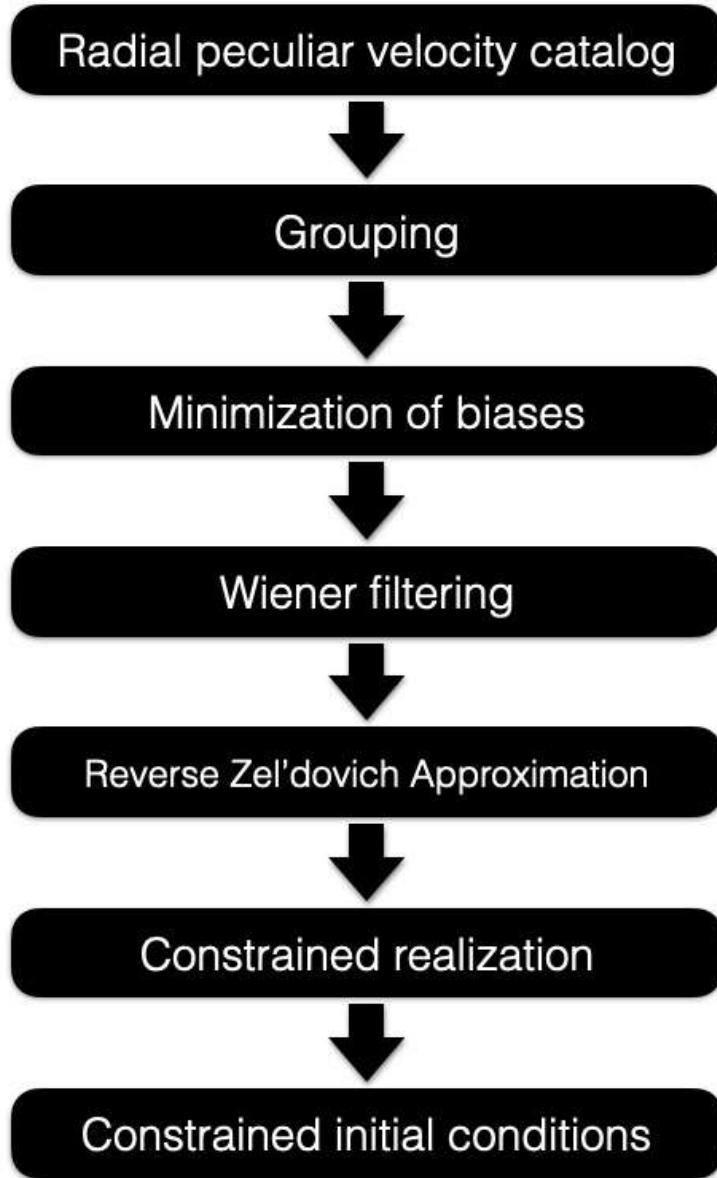 Radial peculiar velocity catalog
Grouping
Minimization of biases
Wiener filtering
Reverse Zel’dovich Approximation
Constrained realization
Constrained initial conditions